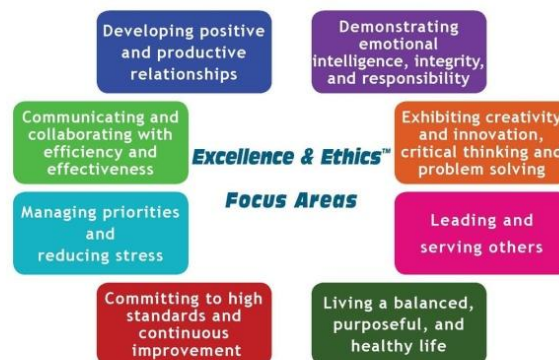 Developing positive
and productive
relationships
Demonstrating
emotional
intelligence, integrity,
and responsibility
Communicating and
collaborating with
efficiency and
effectiveness
Excellence & Ethics™
Focus Areas
Exhibiting creativity
and innovation,
critical thinking and
problem solving
Managing priorities
and
reducing stress
Leading and
serving others
Committing to high
standards and
continuous
improvement
Living a balanced,
purposeful, and
healthy life